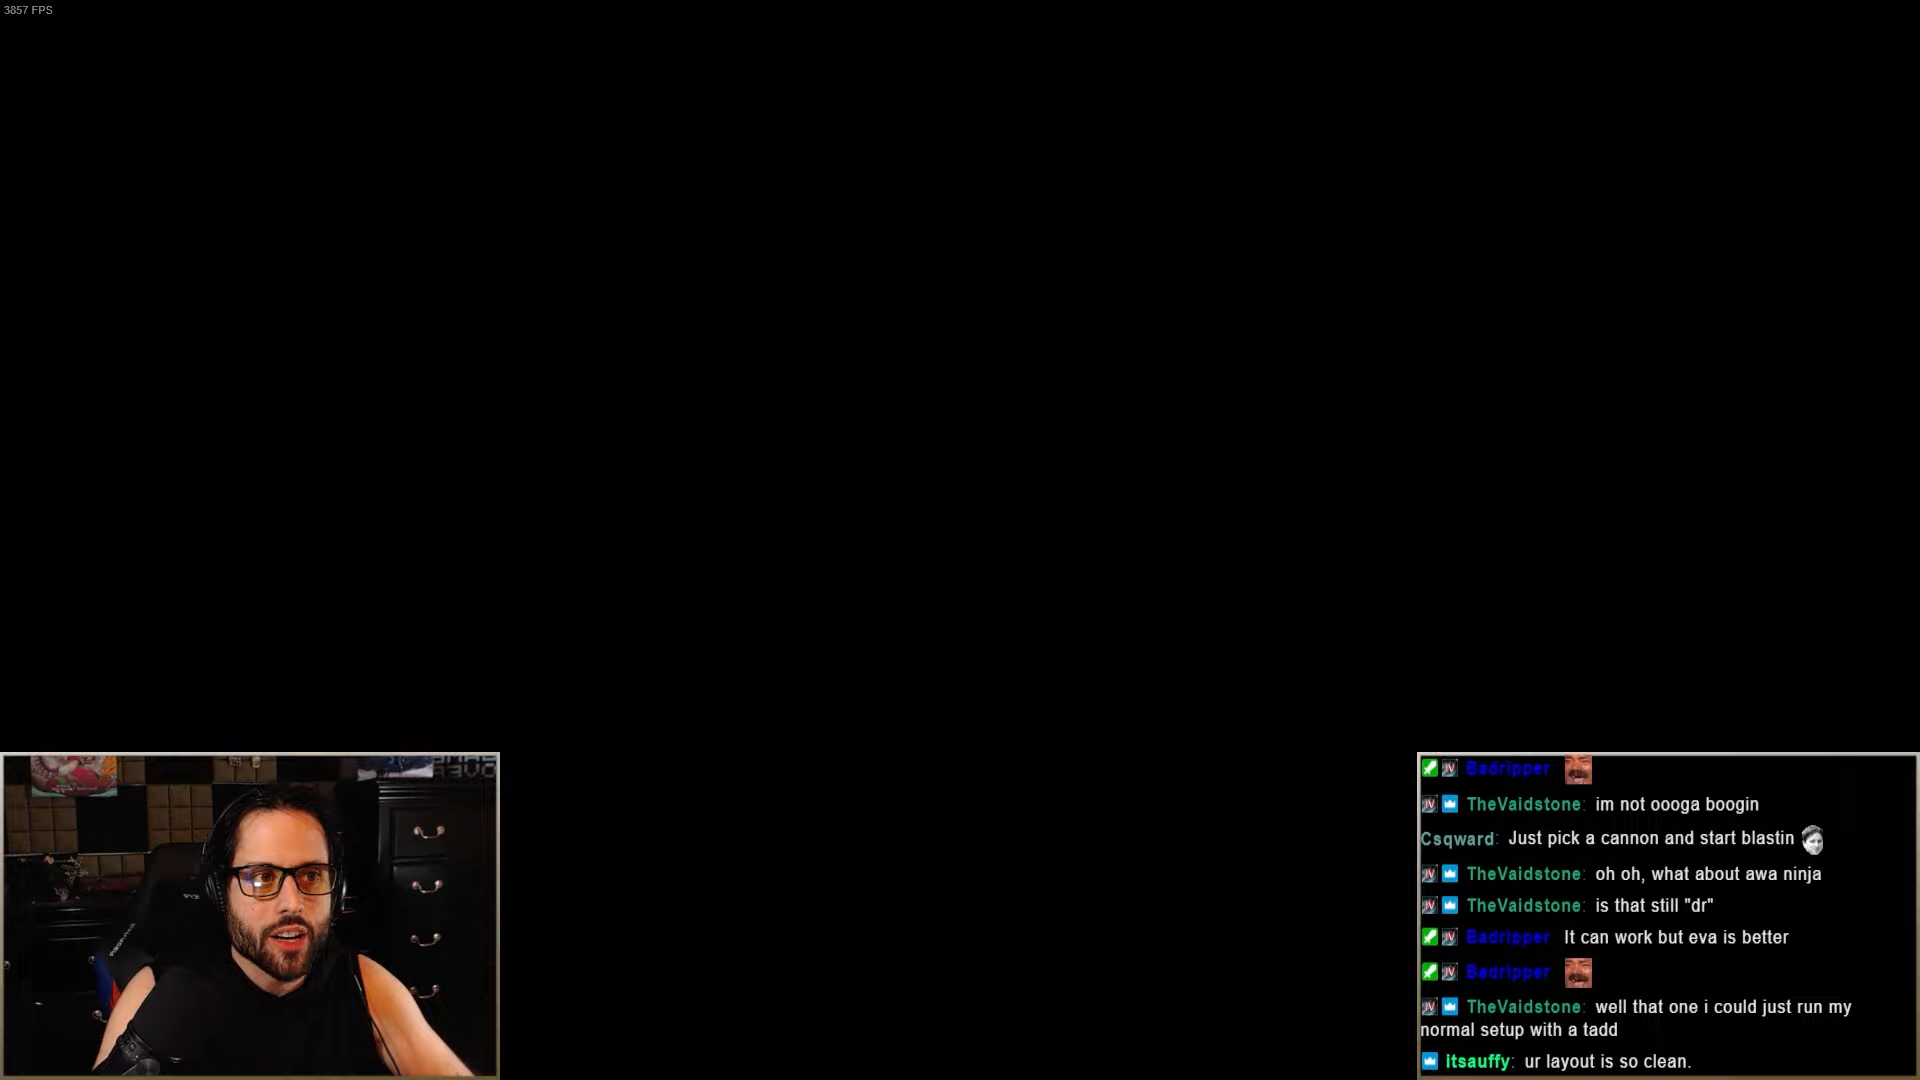 3857 FPS
Badripper
TheVaidstone: im not oooga boogin
Csqward: Just pick a cannon and start blastin
TheVaidstone: oh oh, what about awa ninja
TheVaidstone: is that still "dr"
Badripper It can work but eva is better
Badripper
TheVaidstone: well that one i could just run my
normal setup with a tadd
itsauffy: ur layout is so clean.